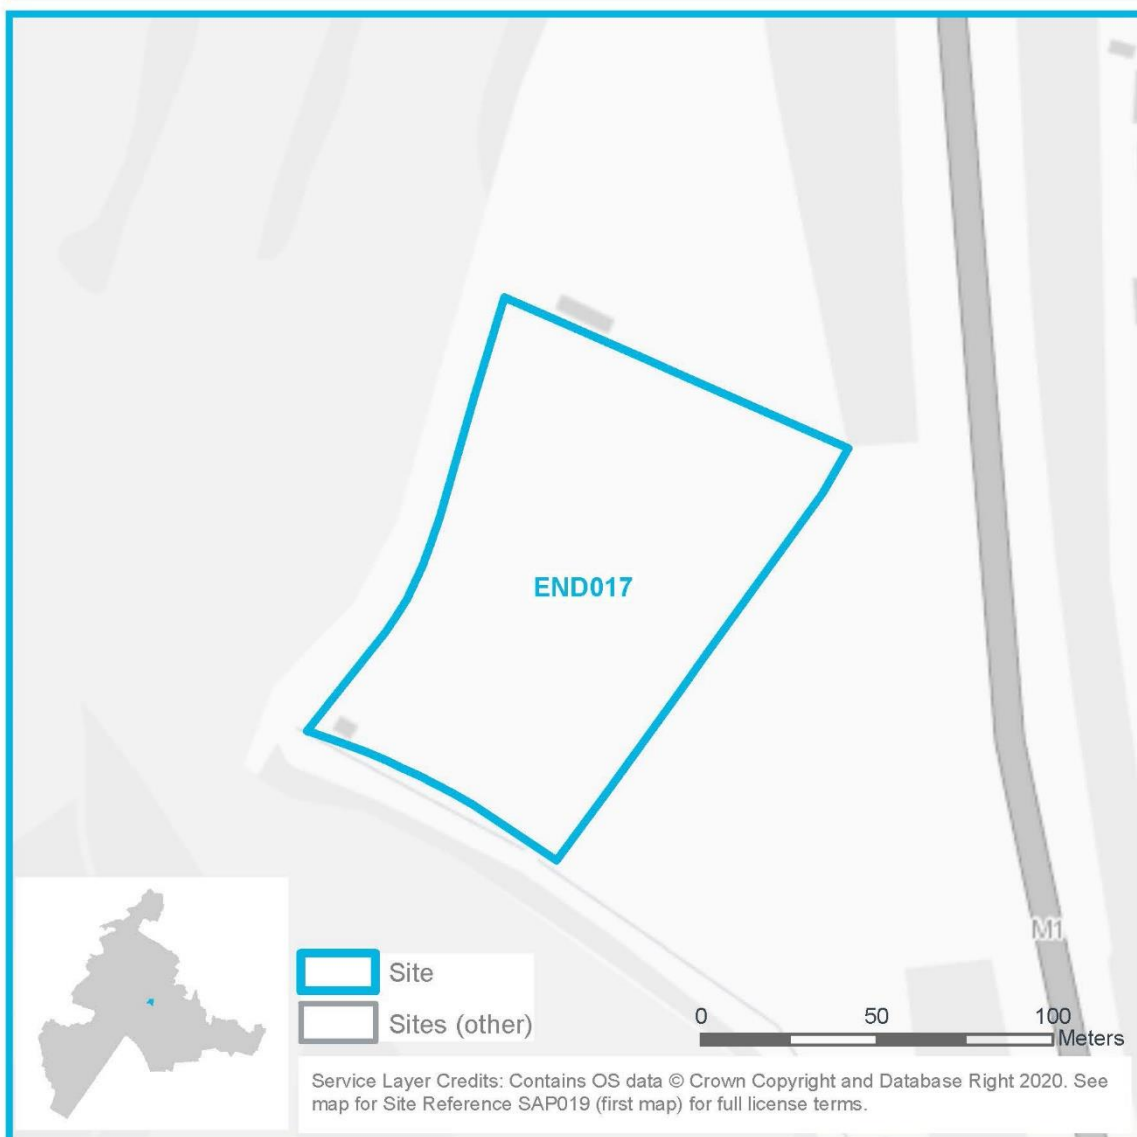 END017
M1
Site
Sites (other)
0 50 100
Meters
Service Layer Credits: Contains OS data © Crown Copyright and Database Right 2020. See
map for Site Reference SAP019 (first map) for full license terms.